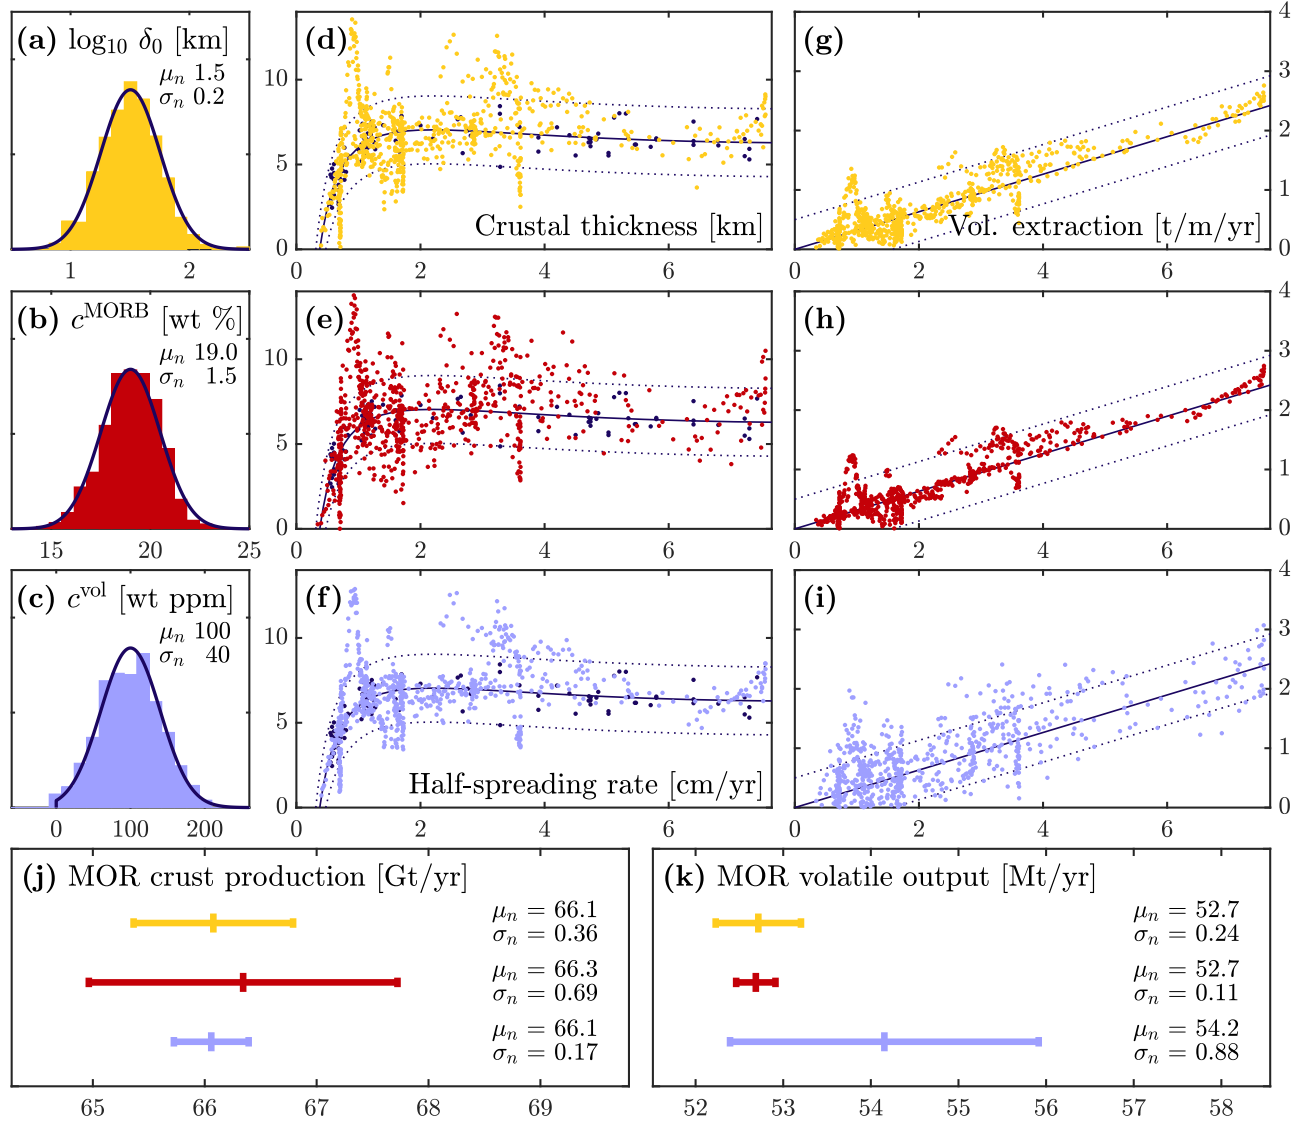 (a) log₁₀ δ₀ [km]
μₙ 1.5
σₙ 0.2
1 2
(d)
10
5
0
Crustal thickness [km]
0 2 4 6
(g)
4
3
2
1
0
Vol. extraction [t/m/yr]
0 2 4 6
(b) c^MORB [wt %]
μₙ 19.0
σₙ 1.5
15 20 25
(e)
10
5
0
0 2 4 6
(h)
4
3
2
1
0
0 2 4 6
(c) c^vol [wt ppm]
μₙ 100
σₙ 40
0 100 200
(f)
10
5
0
Half-spreading rate [cm/yr]
0 2 4 6
(i)
4
3
2
1
0
0 2 4 6
(j) MOR crust production [Gt/yr]
μₙ = 66.1
σₙ = 0.36
μₙ = 66.3
σₙ = 0.69
μₙ = 66.1
σₙ = 0.17
65 66 67 68 69
(k) MOR volatile output [Mt/yr]
μₙ = 52.7
σₙ = 0.24
μₙ = 52.7
σₙ = 0.11
μₙ = 54.2
σₙ = 0.88
52 53 54 55 56 57 58